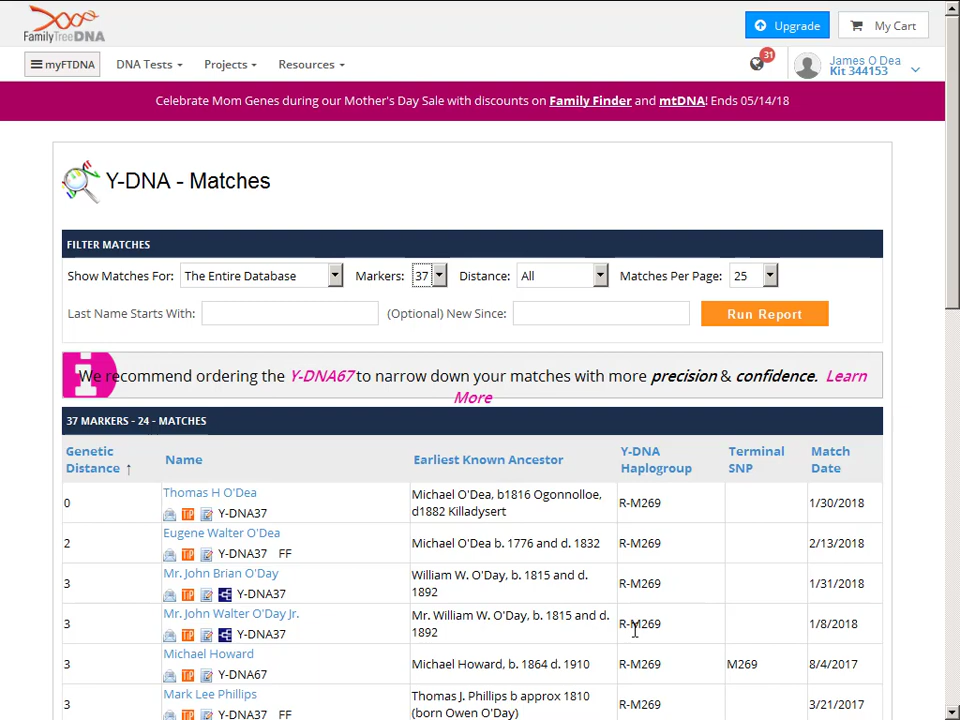 Upgrade
My Cart
FamilyTreeDNA
myFTDNA DNA Tests Projects Resources
31
James O Dea
Kit 344153
Celebrate Mom Genes during our Mother's Day Sale with discounts on Family Finder and mtDNA! Ends 05/14/18
Y-DNA - Matches
FILTER MATCHES
Show Matches For: The Entire Database Markers: 37 Distance: All Matches Per Page: 25
Last Name Starts With: (Optional) New Since: Run Report
We recommend ordering the Y-DNA67 to narrow down your matches with more precision & confidence. Learn
More
37 MARKERS - 24 - MATCHES
Genetic Distance ↑ Name Earliest Known Ancestor Y-DNA Haplogroup Terminal SNP Match Date
0 Thomas H O'Dea Michael O'Dea, b1816 Ogonnolloe, d1882 Killadysert R-M269 1/30/2018
TiP Y-DNA37
2 Eugene Walter O'Dea Michael O'Dea b. 1776 and d. 1832 R-M269 2/13/2018
TiP Y-DNA37 FF
3 Mr. John Brian O'Day William W. O'Day, b. 1815 and d. 1892 R-M269 1/31/2018
TiP Y-DNA37
3 Mr. John Walter O'Day Jr. Mr. William W. O'Day, b. 1815 and d. 1892 R-M269 1/8/2018
TiP Y-DNA37
3 Michael Howard Michael Howard, b. 1864 d. 1910 R-M269 M269 8/4/2017
TiP Y-DNA67
3 Mark Lee Phillips Thomas J. Phillips b approx 1810 (born Owen O'Day) R-M269 3/21/2017
TiP Y-DNA37 FF